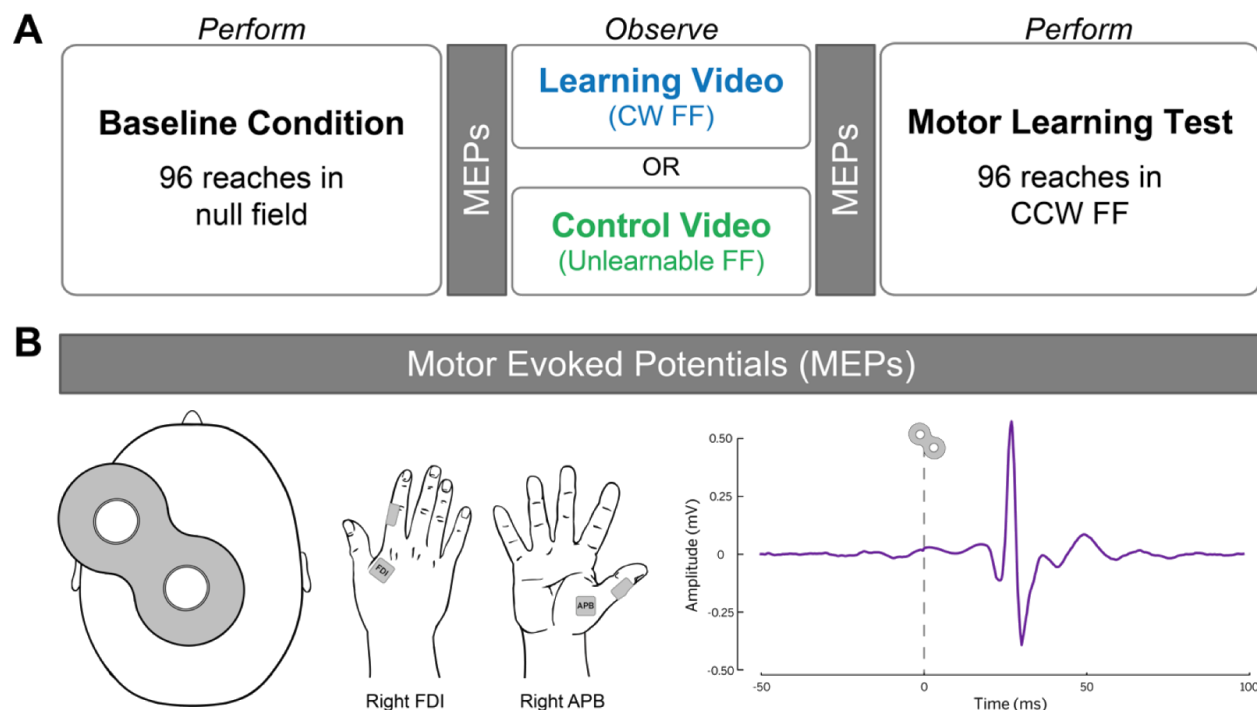 A
Perform
Observe
Perform
Baseline Condition
96 reaches in
null field
MEPs
Learning Video
(CW FF)
OR
Control Video
(Unlearnable FF)
MEPs
Motor Learning Test
96 reaches in
CCW FF
B
Motor Evoked Potentials (MEPs)
FDI
Right FDI
APB
Right APB
Amplitude (mV)
0.50
0.25
0
-0.25
-0.50
-50
0
50
100
Time (ms)